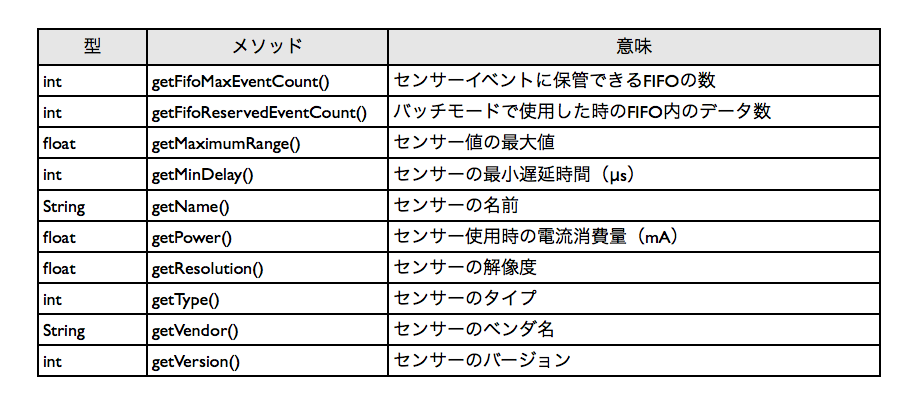 型 メソッド 意味
int getFifoMaxEventCount() センサーイベントに保管できるFIFOの数
int getFifoReservedEventCount() バッチモードで使用した時のFIFO内のデータ数
float getMaximumRange() センサー値の最大値
int getMinDelay() センサーの最小遅延時間（μs）
String getName() センサーの名前
float getPower() センサー使用時の電流消費量（mA）
float getResolution() センサーの解像度
int getType() センサーのタイプ
String getVendor() センサーのベンダ名
int getVersion() センサーのバージョン